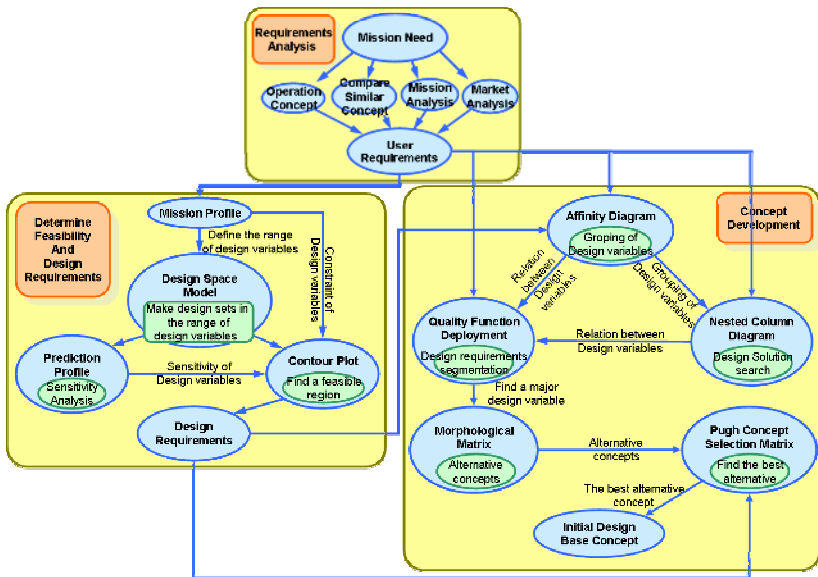 Requirements
Analysis
Mission Need
Operation
Concept
Compare
Similar
Concept
Mission
Analysis
Market
Analysis
User
Requirements
Determine
Feasibility
And
Design
Requirements
Mission Profile
Define the range
of design variables
Constraint of
Design variables
Design Space
Model
Make design sets in
the range of
design variables
Prediction
Profile
Sensitivity
Analysis
Sensitivity of
Design variables
Contour Plot
Find a feasible
region
Design
Requirements
Concept
Development
Affinity Diagram
Groping of
Design variables
Relation
between
Design
variables
Grouping of
Design variables
Quality Function
Deployment
Design requirements
segmentation
Relation between
Design variables
Nested Column
Diagram
Design Solution
search
Find a major
design variable
Morphological
Matrix
Alternative
concepts
Alternative
concepts
Pugh Concept
Selection Matrix
Find the best
alternative
The best alternative
concept
Initial Design
Base Concept